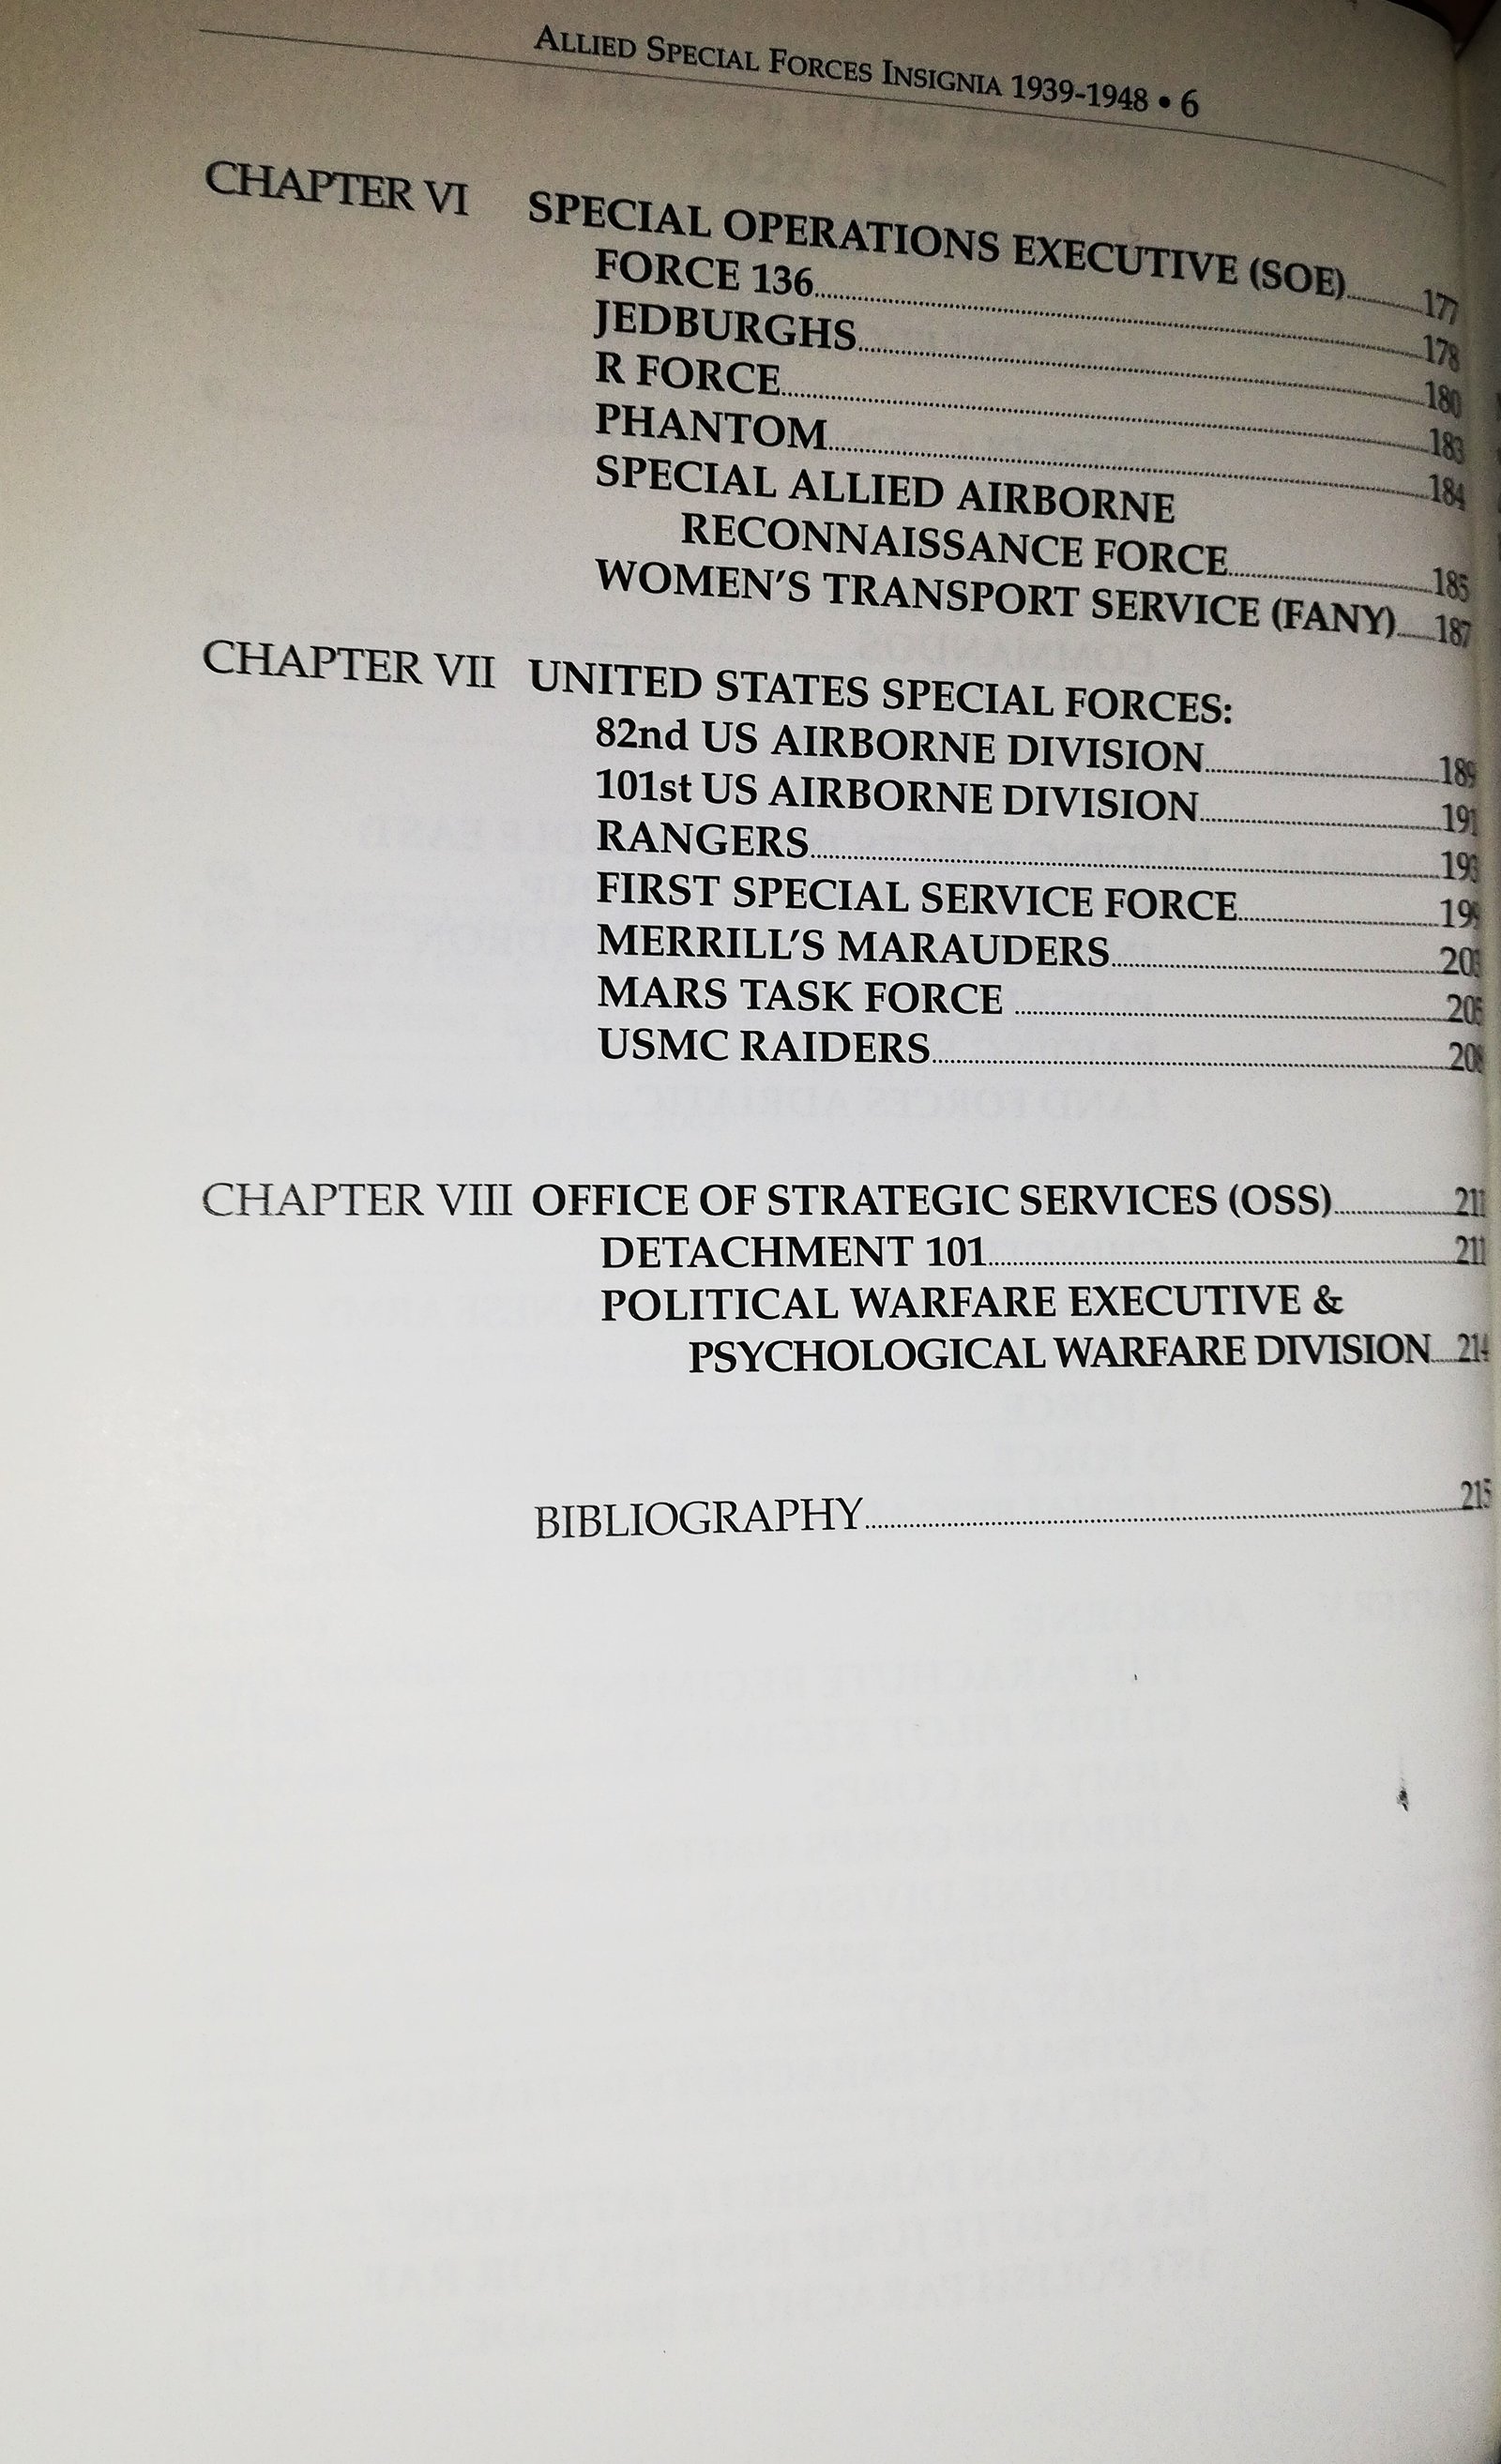 ALLIED SPECIAL FORCES INSIGNIA 1939-1948 • 6
CHAPTER VI SPECIAL OPERATIONS EXECUTIVE (SOE)..........177
FORCE 136..........178
JEDBURGHS..........180
R FORCE..........183
PHANTOM..........184
SPECIAL ALLIED AIRBORNE
RECONNAISSANCE FORCE..........185
WOMEN'S TRANSPORT SERVICE (FANY)..........187
CHAPTER VII UNITED STATES SPECIAL FORCES:
82nd US AIRBORNE DIVISION..........189
101st US AIRBORNE DIVISION..........191
RANGERS..........193
FIRST SPECIAL SERVICE FORCE..........
MERRILL'S MARAUDERS..........
MARS TASK FORCE ..........
USMC RAIDERS..........
CHAPTER VIII OFFICE OF STRATEGIC SERVICES (OSS)..........211
DETACHMENT 101..........211
POLITICAL WARFARE EXECUTIVE &
PSYCHOLOGICAL WARFARE DIVISION..........214
BIBLIOGRAPHY..........215